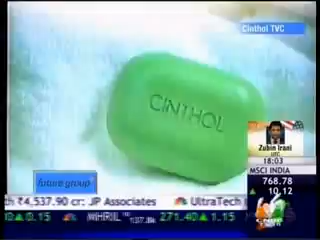 Cinthol TVC
CINTHOL
Zubin Irani
UTC
18:03
MSCI INDIA
768.78
10.12
future group
₹4,537.90 cr: JP Associates UltraTech
0.15 271.40 1.15